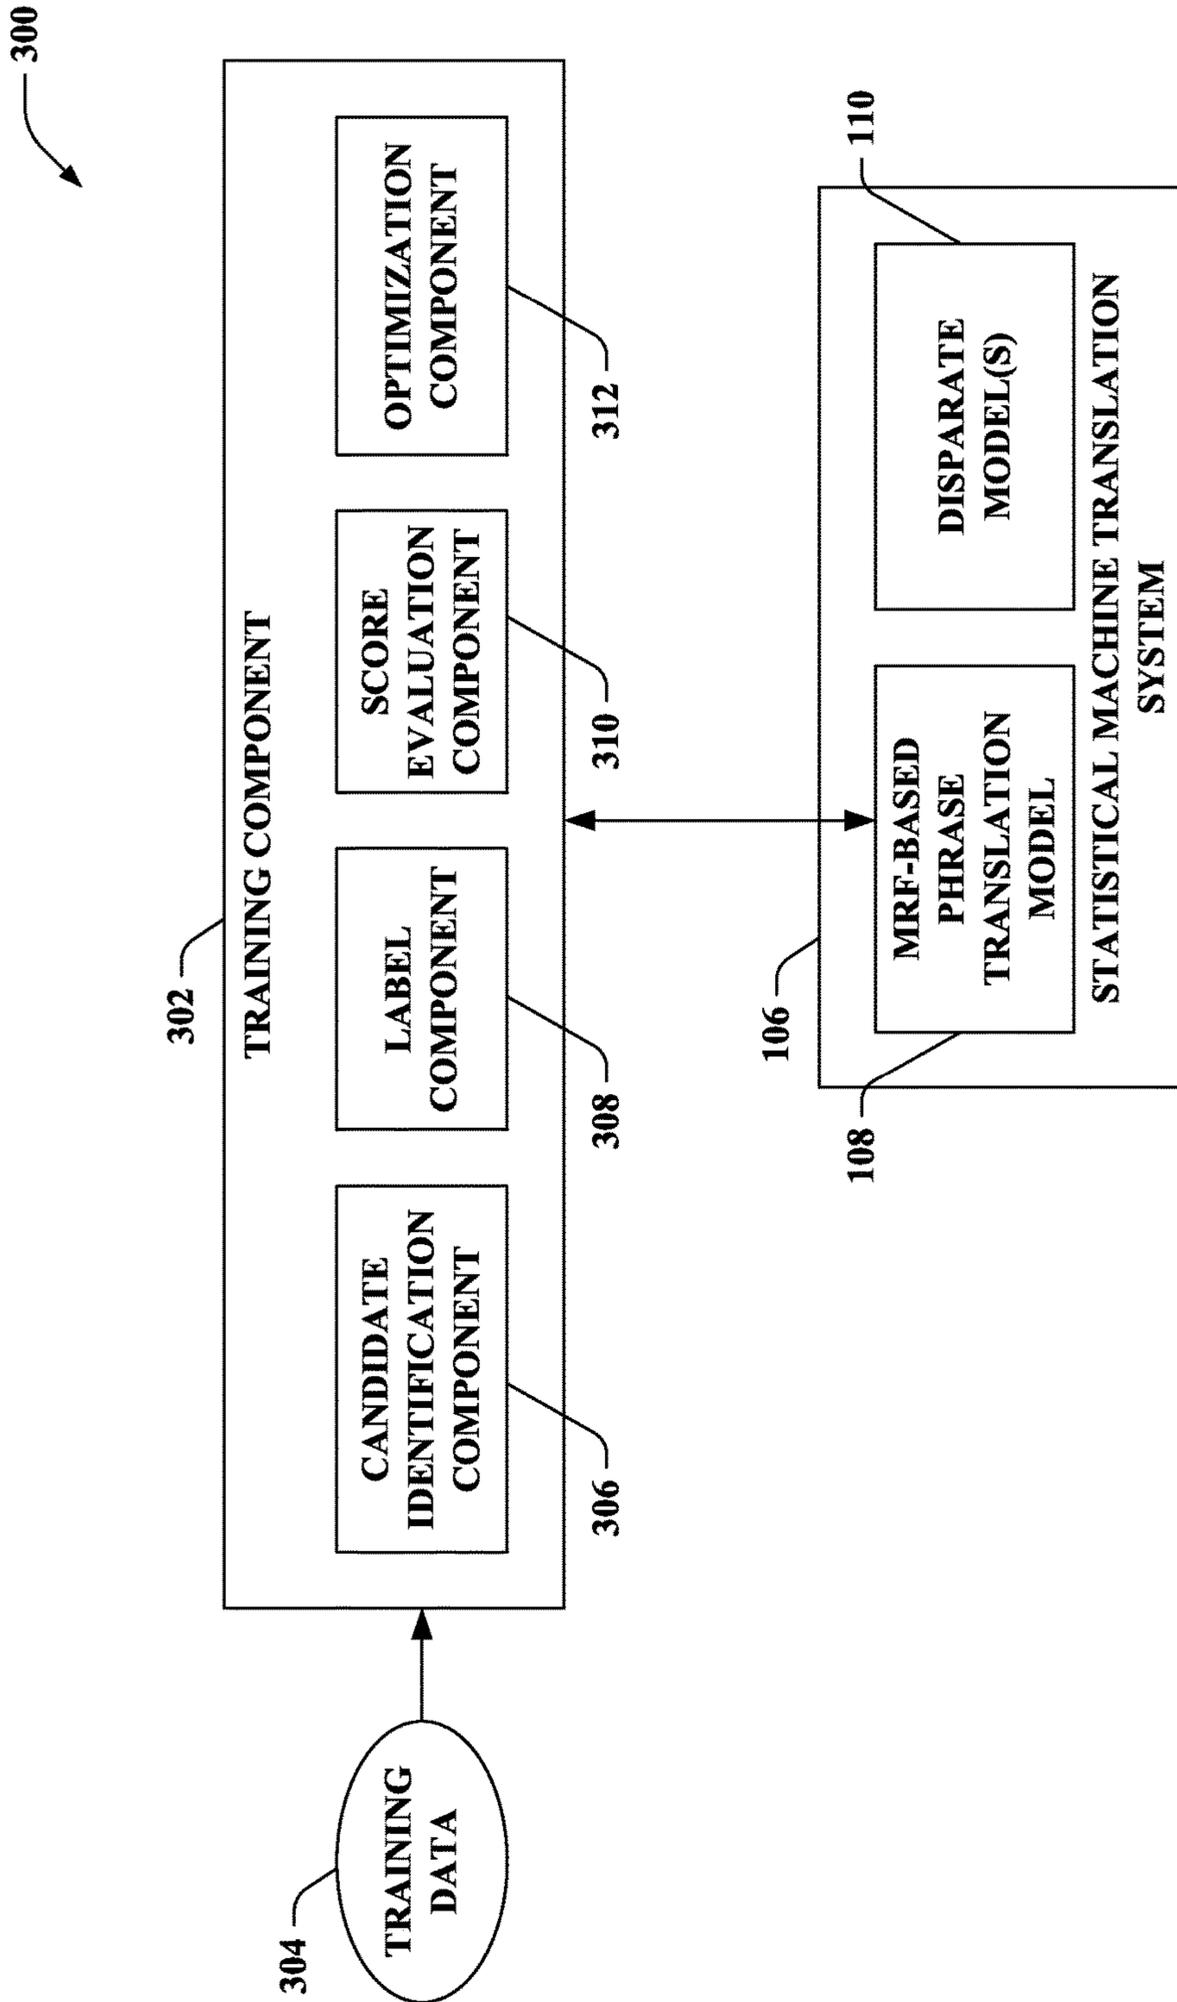 300
302
TRAINING COMPONENT
304
TRAINING
DATA
CANDIDATE
IDENTIFICATION
COMPONENT
306
LABEL
COMPONENT
308
SCORE
EVALUATION
COMPONENT
310
OPTIMIZATION
COMPONENT
312
106
MRF-BASED
PHRASE
TRANSLATION
MODEL
108
DISPARATE
MODEL(S)
110
STATISTICAL MACHINE TRANSLATION
SYSTEM